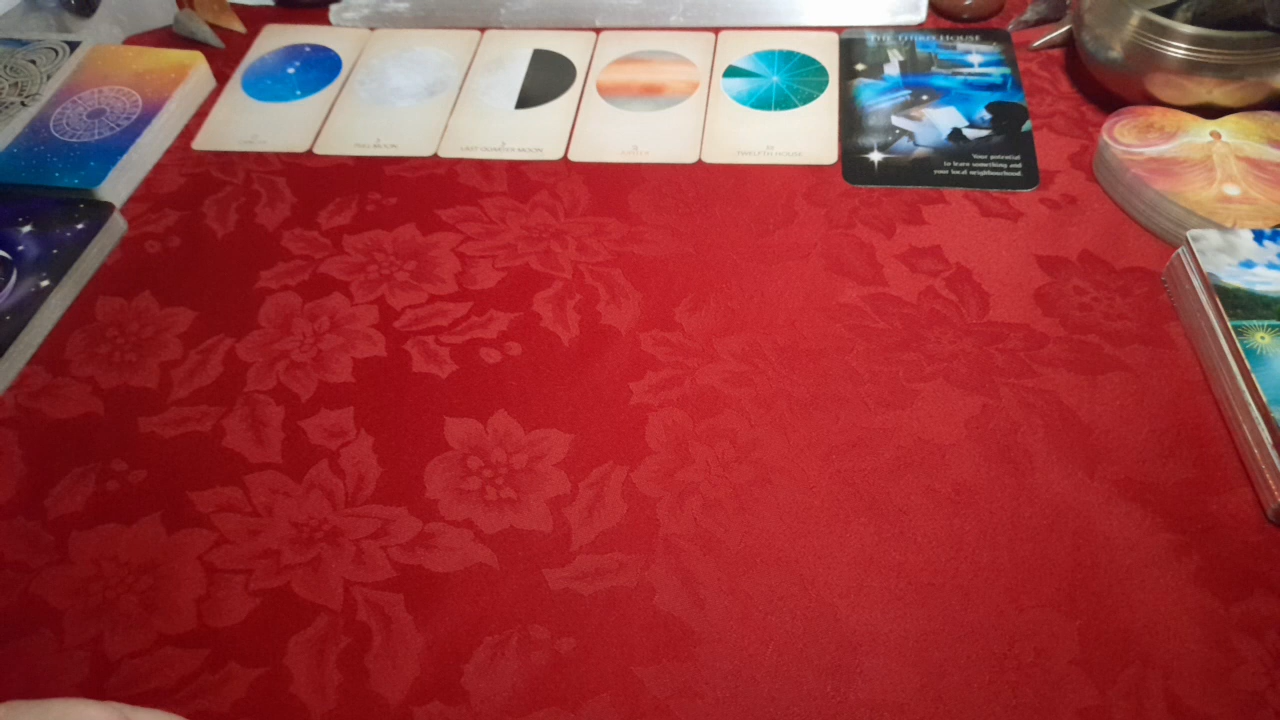 FULL MOON
LAST QUARTER MOON
JUPITER
TWELFTH HOUSE
THE THIRD HOUSE
Your potential
to learn something and
your local neighbourhood.